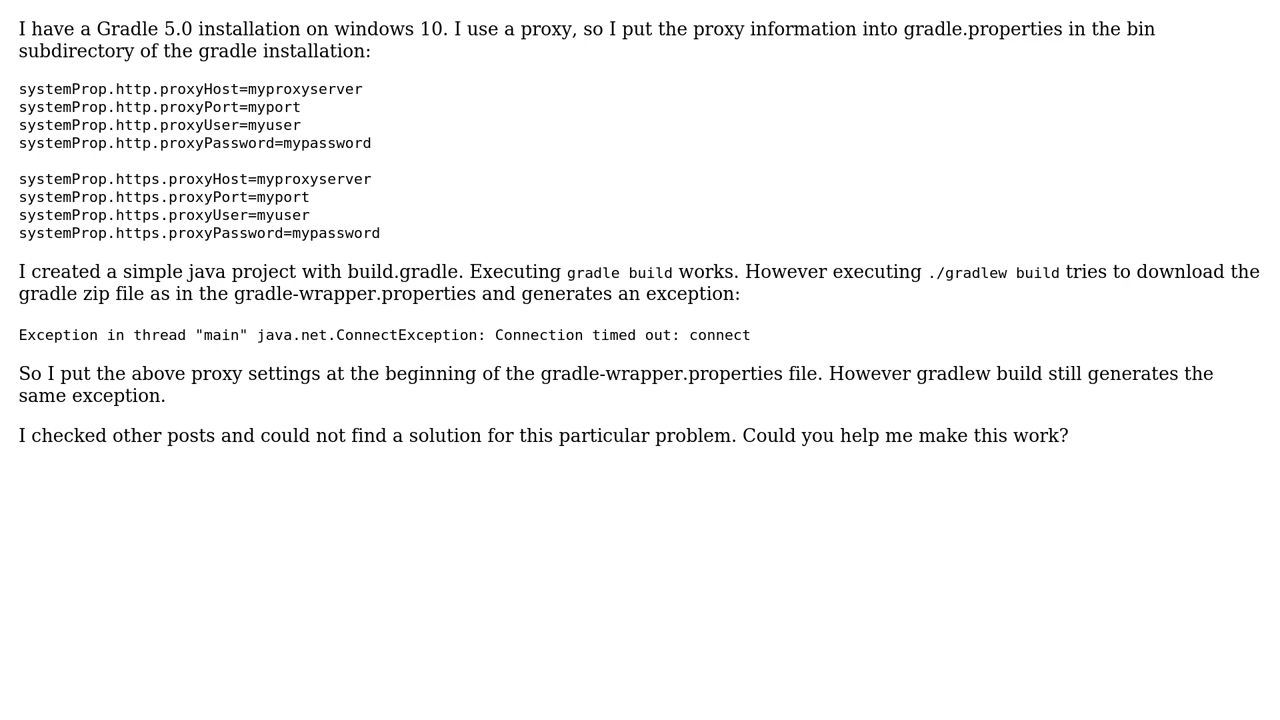 I have a Gradle 5.0 installation on windows 10. I use a proxy, so I put the proxy information into gradle.properties in the bin
subdirectory of the gradle installation:
systemProp.http.proxyHost=myproxyserver
systemProp.http.proxyPort=myport
systemProp.http.proxyUser=myuser
systemProp.http.proxyPassword=mypassword
systemProp.https.proxyHost=myproxyserver
systemProp.https.proxyPort=myport
systemProp.https.proxyUser=myuser
systemProp.https.proxyPassword=mypassword
I created a simple java project with build.gradle. Executing gradle build works. However executing ./gradlew build tries to download the
gradle zip file as in the gradle-wrapper.properties and generates an exception:
Exception in thread "main" java.net.ConnectException: Connection timed out: connect
So I put the above proxy settings at the beginning of the gradle-wrapper.properties file. However gradlew build still generates the
same exception.
I checked other posts and could not find a solution for this particular problem. Could you help me make this work?